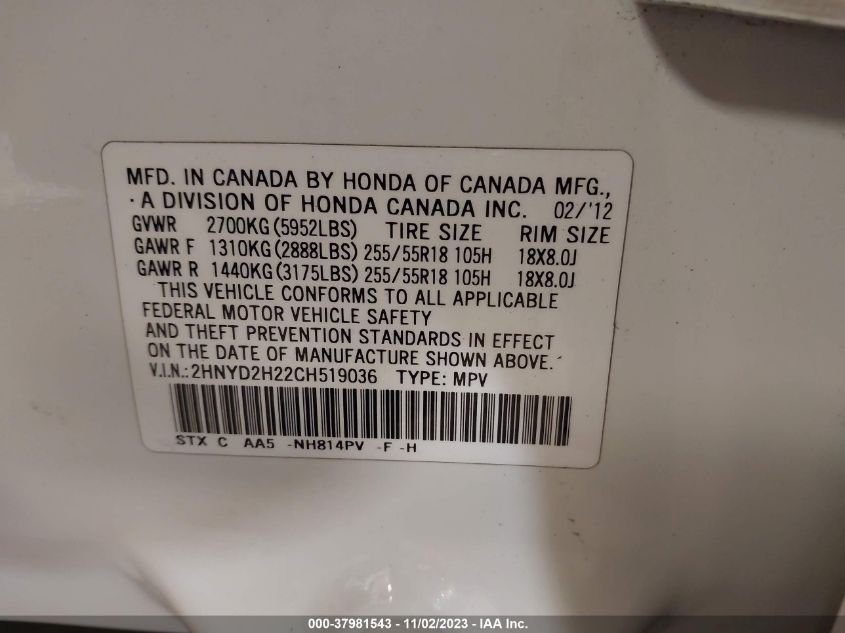 MFD. IN CANADA BY HONDA OF CANADA MFG.,
A DIVISION OF HONDA CANADA INC. 02/'12
GVWR 2700KG(5952LBS) TIRE SIZE RIM SIZE
GAWR F 1310KG(2888LBS) 255/55R18 105H 18X8.0J
GAWR R 1440KG(3175LBS) 255/55R18 105H 18X8.0J
THIS VEHICLE CONFORMS TO ALL APPLICABLE
FEDERAL MOTOR VEHICLE SAFETY
AND THEFT PREVENTION STANDARDS IN EFFECT
ON THE DATE OF MANUFACTURE SHOWN ABOVE.
V.I.N.: 2HNYD2H22CH519036 TYPE: MPV
STX C AA5 -NH814PV -F -H
000-37981543 - 11/02/2023 - © IAA Inc.